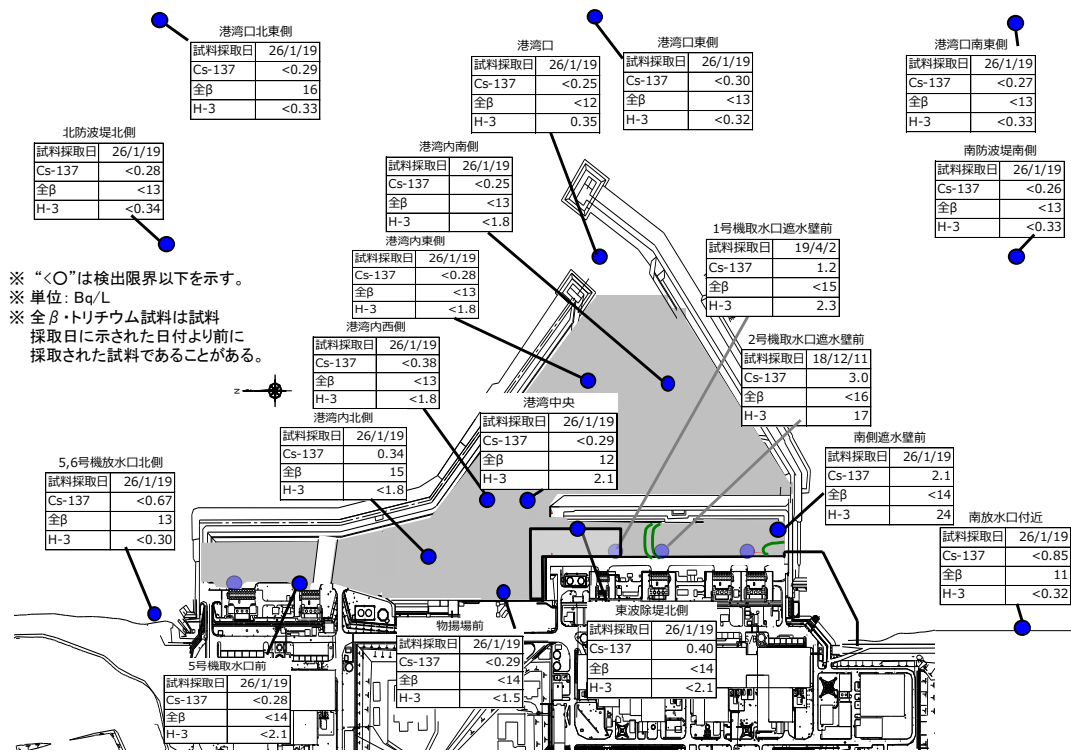 港湾口北東側
試料採取日 26/1/19
Cs-137 <0.29
全β 16
H-3 <0.33
港湾口
試料採取日 26/1/19
Cs-137 <0.25
全β <12
H-3 0.35
港湾口東側
試料採取日 26/1/19
Cs-137 <0.30
全β <13
H-3 <0.32
港湾口南東側
試料採取日 26/1/19
Cs-137 <0.27
全β <13
H-3 <0.33
北防波堤北側
試料採取日 26/1/19
Cs-137 <0.28
全β <13
H-3 <0.34
港湾内南側
試料採取日 26/1/19
Cs-137 <0.25
全β <13
H-3 <1.8
南防波堤南側
試料採取日 26/1/19
Cs-137 <0.26
全β <13
H-3 <0.33
港湾内東側
試料採取日 26/1/19
Cs-137 <0.28
全β <13
H-3 <1.8
1号機取水口遮水壁前
試料採取日 19/4/2
Cs-137 1.2
全β <15
H-3 2.3
※ “<〇”は検出限界以下を示す。
※ 単位: Bq/L
※ 全β・トリチウム試料は試料
採取日に示された日付より前に
採取された試料であることがある。
N
港湾内西側
試料採取日 26/1/19
Cs-137 <0.38
全β <13
H-3 <1.8
2号機取水口遮水壁前
試料採取日 18/12/11
Cs-137 3.0
全β <16
H-3 17
港湾内北側
試料採取日 26/1/19
Cs-137 0.34
全β 15
H-3 <1.8
港湾中央
試料採取日 26/1/19
Cs-137 <0.29
全β 12
H-3 2.1
南側遮水壁前
試料採取日 26/1/19
Cs-137 2.1
全β <14
H-3 24
5,6号機放水口北側
試料採取日 26/1/19
Cs-137 <0.67
全β 13
H-3 <0.30
南放水口付近
試料採取日 26/1/19
Cs-137 <0.85
全β 11
H-3 <0.32
東波除堤北側
試料採取日 26/1/19
Cs-137 0.40
全β <14
H-3 <2.1
物揚場前
試料採取日 26/1/19
Cs-137 <0.29
全β <14
H-3 <1.5
5号機取水口前
試料採取日 26/1/19
Cs-137 <0.28
全β <14
H-3 <2.1